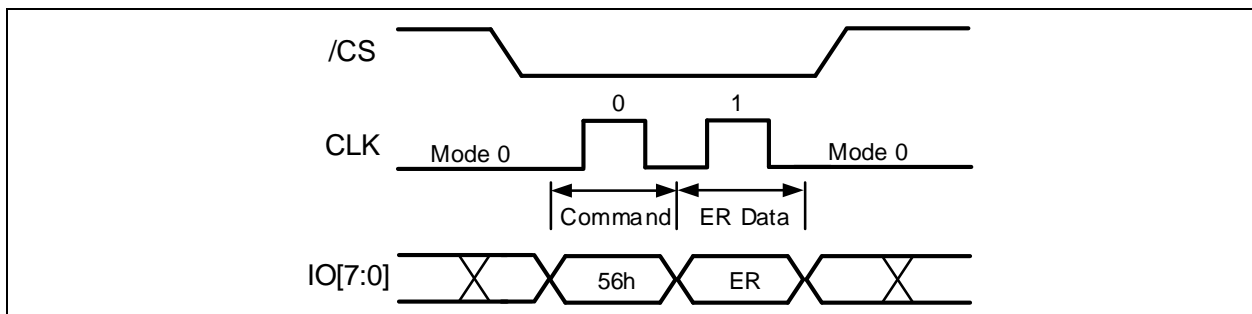 /CS
0 1
CLK
Mode 0 Mode 0
Command ER Data
IO[7:0]
56h ER